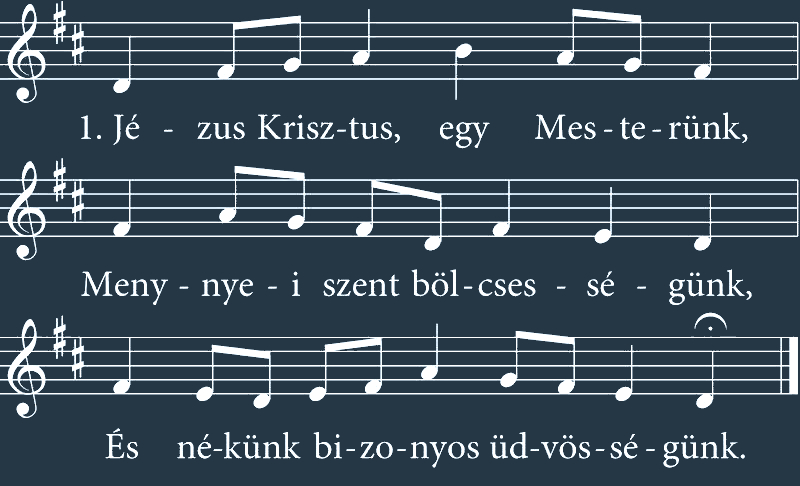 1. Jé - zus Krisz-tus, egy Mes - te - rünk,
Meny - nye - i szent böl-cses - sé - günk,
És né-künk bi-zo-nyos üd-vös-sé-günk.